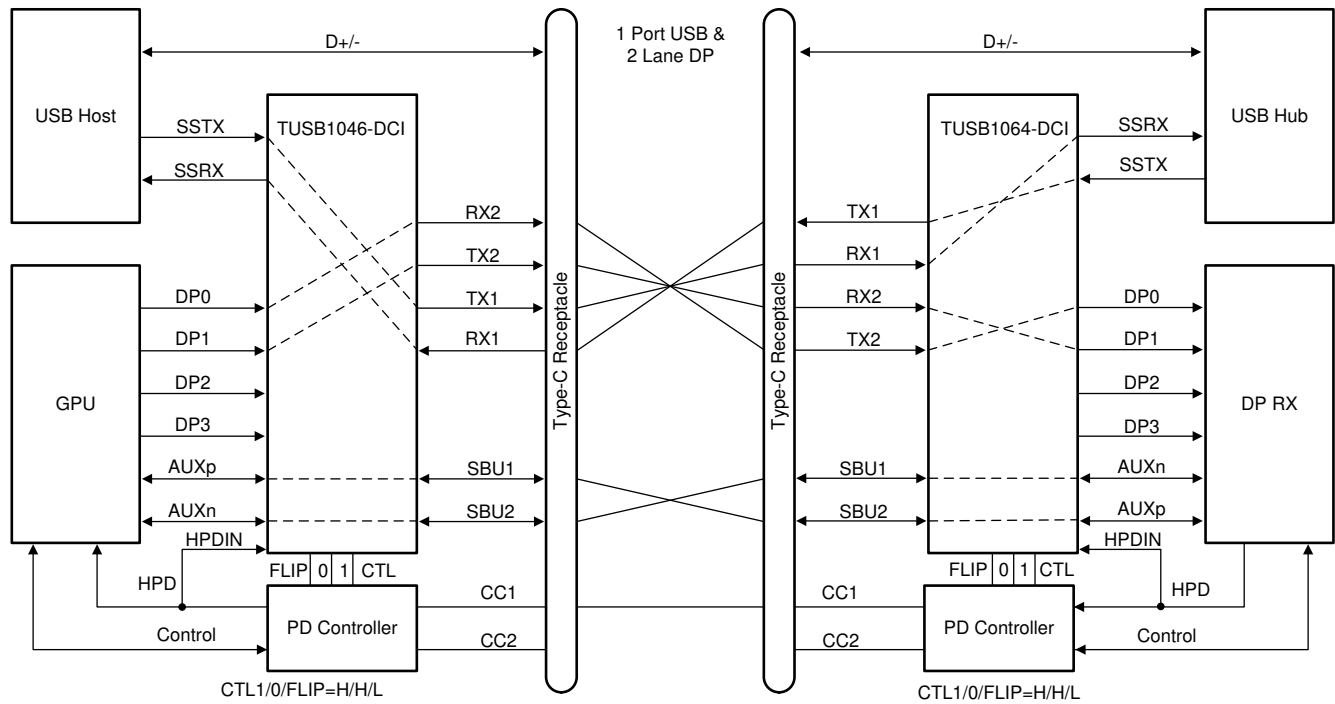 1 Port USB &
2 Lane DP
D+/-
D+/-
USB Host
SSTX
SSRX
TUSB1046-DCI
RX2
TX2
TX1
RX1
GPU
DP0
DP1
DP2
DP3
AUXp
AUXn
HPDIN
SBU1
SBU2
FLIP 0 1 CTL
HPD
Control
PD Controller
CC1
CC2
CTL1/0/FLIP=H/H/L
Type-C Receptacle
Type-C Receptacle
TX1
RX1
RX2
TX2
SBU1
SBU2
CC1
CC2
TUSB1064-DCI
SSRX
SSTX
USB Hub
DP0
DP1
DP2
DP3
AUXn
AUXp
HPDIN
DP RX
FLIP 0 1 CTL
HPD
Control
PD Controller
CTL1/0/FLIP=H/H/L